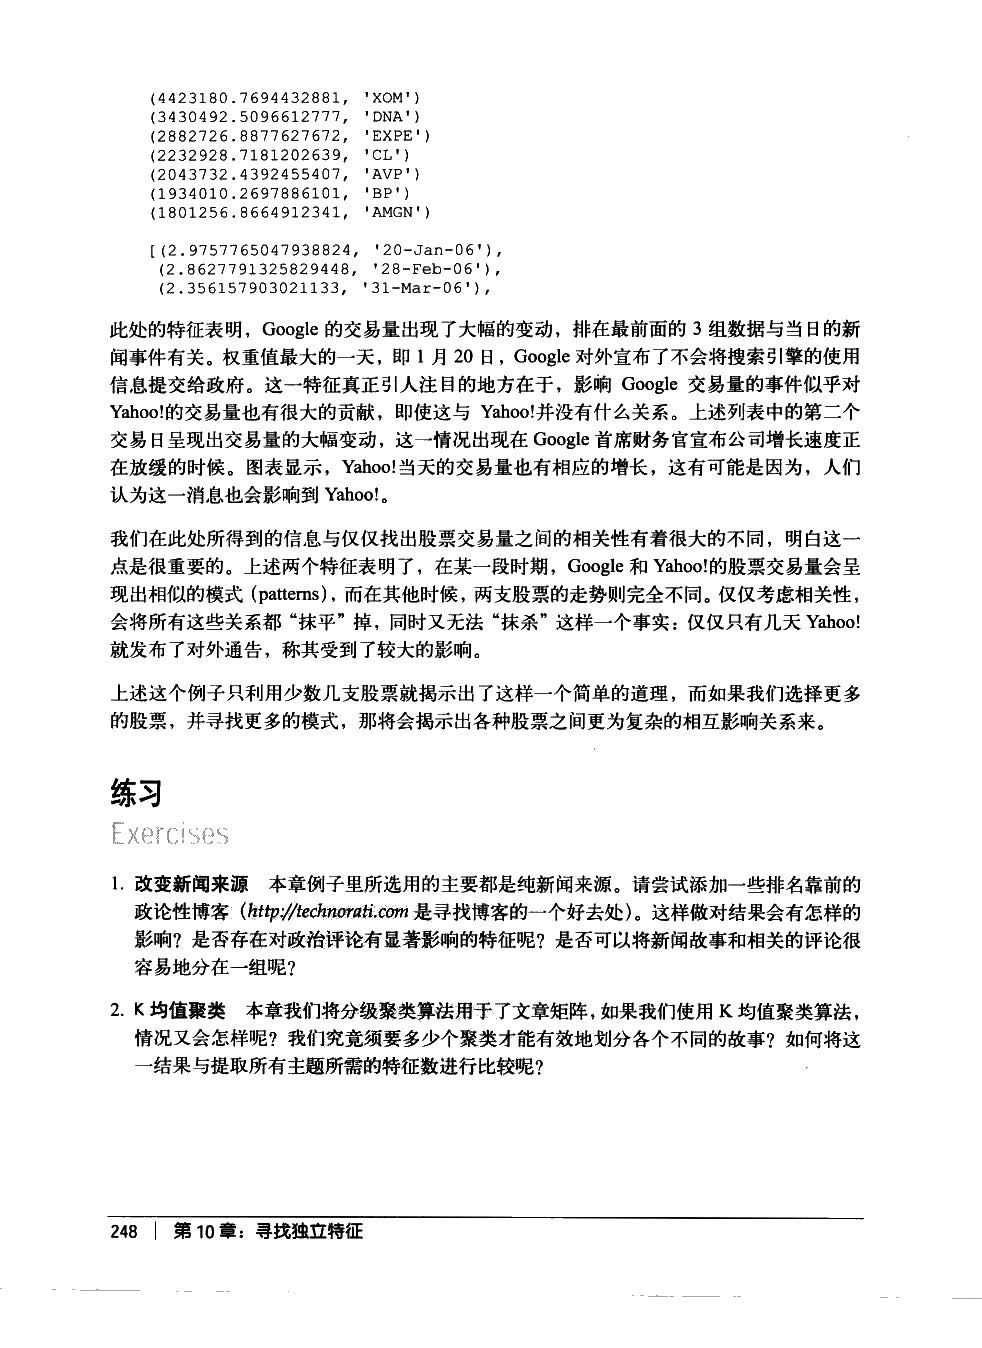 (4423180.7694432881, 'XOM')
(3430492.5096612777, 'DNA')
(2882726.8877627672, 'EXPE')
(2232928.7181202639, 'CL')
(2043732.4392455407, 'AVP')
(1934010.2697886101, 'BP')
(1801256.8664912341, 'AMGN')
[(2.9757765047938824, '20-Jan-06'),
(2.8627791325829448, '28-Feb-06'),
(2.356157903021133, '31-Mar-06'),
此处的特征表明，Google 的交易量出现了大幅的变动，排在最前面的 3 组数据与当日的新
闻事件有关。权重值最大的一天，即 1 月 20 日，Google 对外宣布了不会将搜索引擎的使用
信息提交给政府。这一特征真正引人注目的地方在于，影响 Google 交易量的事件似乎对
Yahoo!的交易量也有很大的贡献，即使这与 Yahoo!并没有什么关系。上述列表中的第二个
交易日呈现出交易量的大幅变动，这一情况出现在 Google 首席财务官宣布公司增长速度正
在放缓的时候。图表显示，Yahoo!当天的交易量也有相应的增长，这有可能是因为，人们
认为这一消息也会影响到 Yahoo!。
我们在此处所得到的信息与仅仅找出股票交易量之间的相关性有着很大的不同，明白这一
点是很重要的。上述两个特征表明了，在某一段时期，Google 和 Yahoo!的股票交易量会呈
现出相似的模式（patterns），而在其他时候，两支股票的走势则完全不同。仅仅考虑相关性，
会将所有这些关系都“抹平”掉，同时又无法“抹杀”这样一个事实：仅仅只有几天 Yahoo!
就发布了对外通告，称其受到了较大的影响。
上述这个例子只利用少数几支股票就揭示出了这样一个简单的道理，而如果我们选择更多
的股票，并寻找更多的模式，那将会揭示出各种股票之间更为复杂的相互影响关系来。
练习
Exercises
1. 改变新闻来源 本章例子里所选用的主要都是纯新闻来源。请尝试添加一些排名靠前的
政论性博客（http://technorati.com 是寻找博客的一个好去处）。这样做对结果会有怎样的
影响？是否存在对政治评论有显著影响的特征呢？是否可以将新闻故事和相关的评论很
容易地分在一组呢？
2. K 均值聚类 本章我们将分级聚类算法用于了文章矩阵，如果我们使用 K 均值聚类算法，
情况又会怎样呢？我们究竟须要多少个聚类才能有效地划分各个不同的故事？如何将这
一结果与提取所有主题所需的特征数进行比较呢？
248 | 第 10 章：寻找独立特征